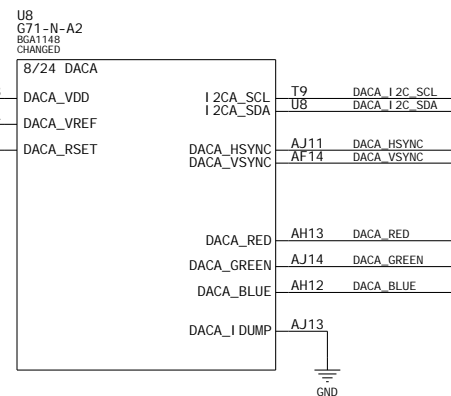 U8
G71-N-A2
BGA1148
CHANGED
8/24 DACA
DACA_VDD
I2CA_SCL T9 DACA_I2C_SCL
I2CA_SDA U8 DACA_I2C_SDA
DACA_VREF
DACA_RSET DACA_HSYNC AJ11 DACA_HSYNC
DACA_VSYNC AF14 DACA_VSYNC
DACA_RED AH13 DACA_RED
DACA_GREEN AJ14 DACA_GREEN
DACA_BLUE AH12 DACA_BLUE
DACA_IDUMP AJ13
GND